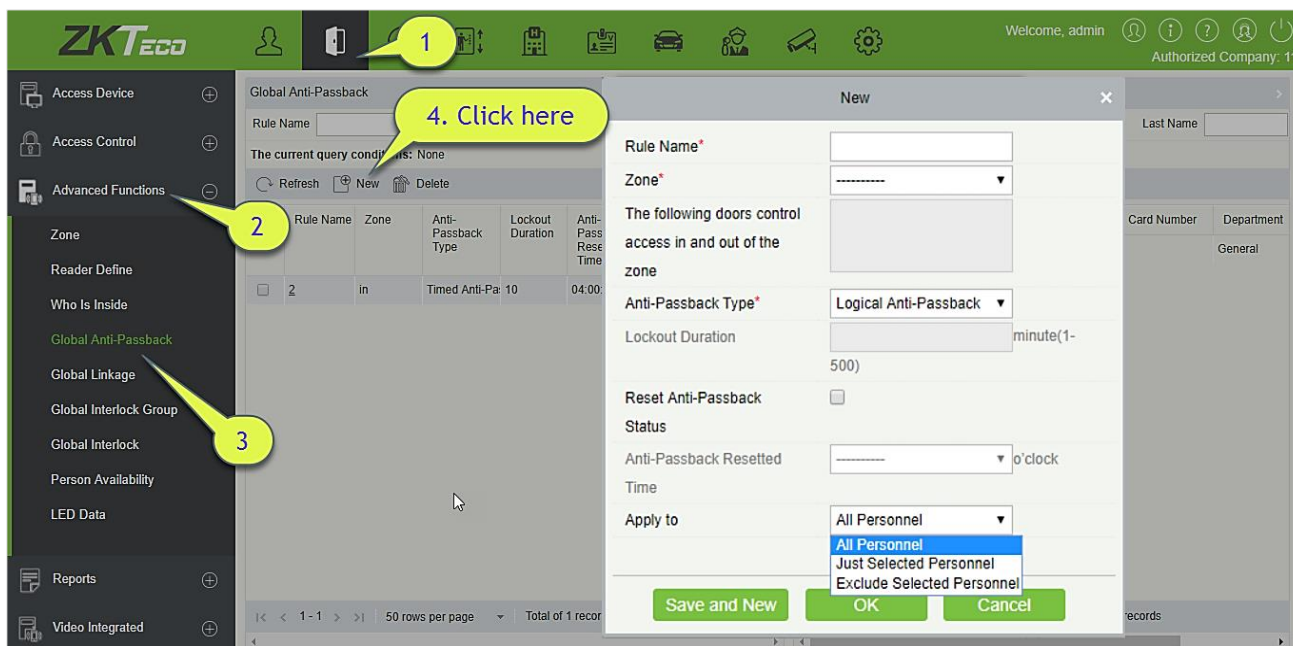 ZKTECO
1
Welcome, admin
Authorized Company: 1
Access Device
Access Control
Advanced Functions
2
Zone
Reader Define
Who Is Inside
Global Anti-Passback
Global Linkage
Global Interlock Group
Global Interlock
Person Availability
LED Data
3
Reports
Video Integrated
Global Anti-Passback
Rule Name
4. Click here
Last Name
The current query conditions: None
Refresh New Delete
Rule Name Zone Anti-Passback Type Lockout Duration Anti- Pass Rese Time
Card Number Department
General
2 in Timed Anti-Pa: 10 04:00:
1 - 1 50 rows per page Total of 1 recor
records
New
Rule Name*
Zone* ----------
The following doors control
access in and out of the
zone
Anti-Passback Type* Logical Anti-Passback
Lockout Duration minute(1-
500)
Reset Anti-Passback
Status
Anti-Passback Resetted ---------- o'clock
Time
Apply to All Personnel
All Personnel
Just Selected Personnel
Exclude Selected Personnel
Save and New OK Cancel